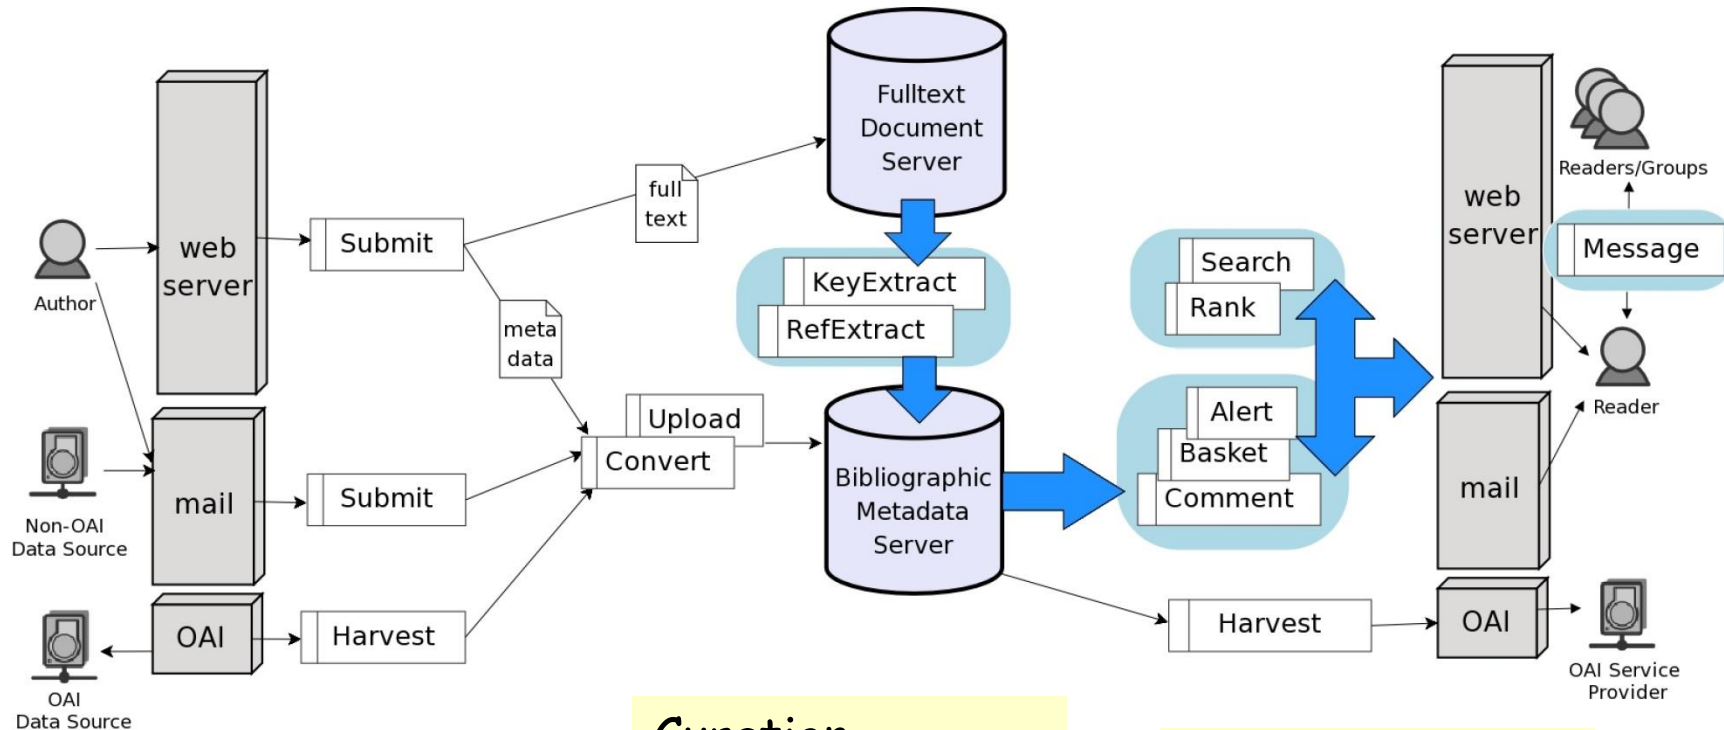 Fulltext
Document
Server
full
text
web
server
Submit
Author
KeyExtract
RefExtract
Search
Rank
web
server
Readers/Groups
Message
meta
data
Upload
Convert
Alert
Basket
Comment
Reader
mail
Submit
Non-OAI
Data Source
Bibliographic
Metadata
Server
mail
OAI
Harvest
OAI
Data Source
Harvest
OAI
OAI Service
Provider
Curation